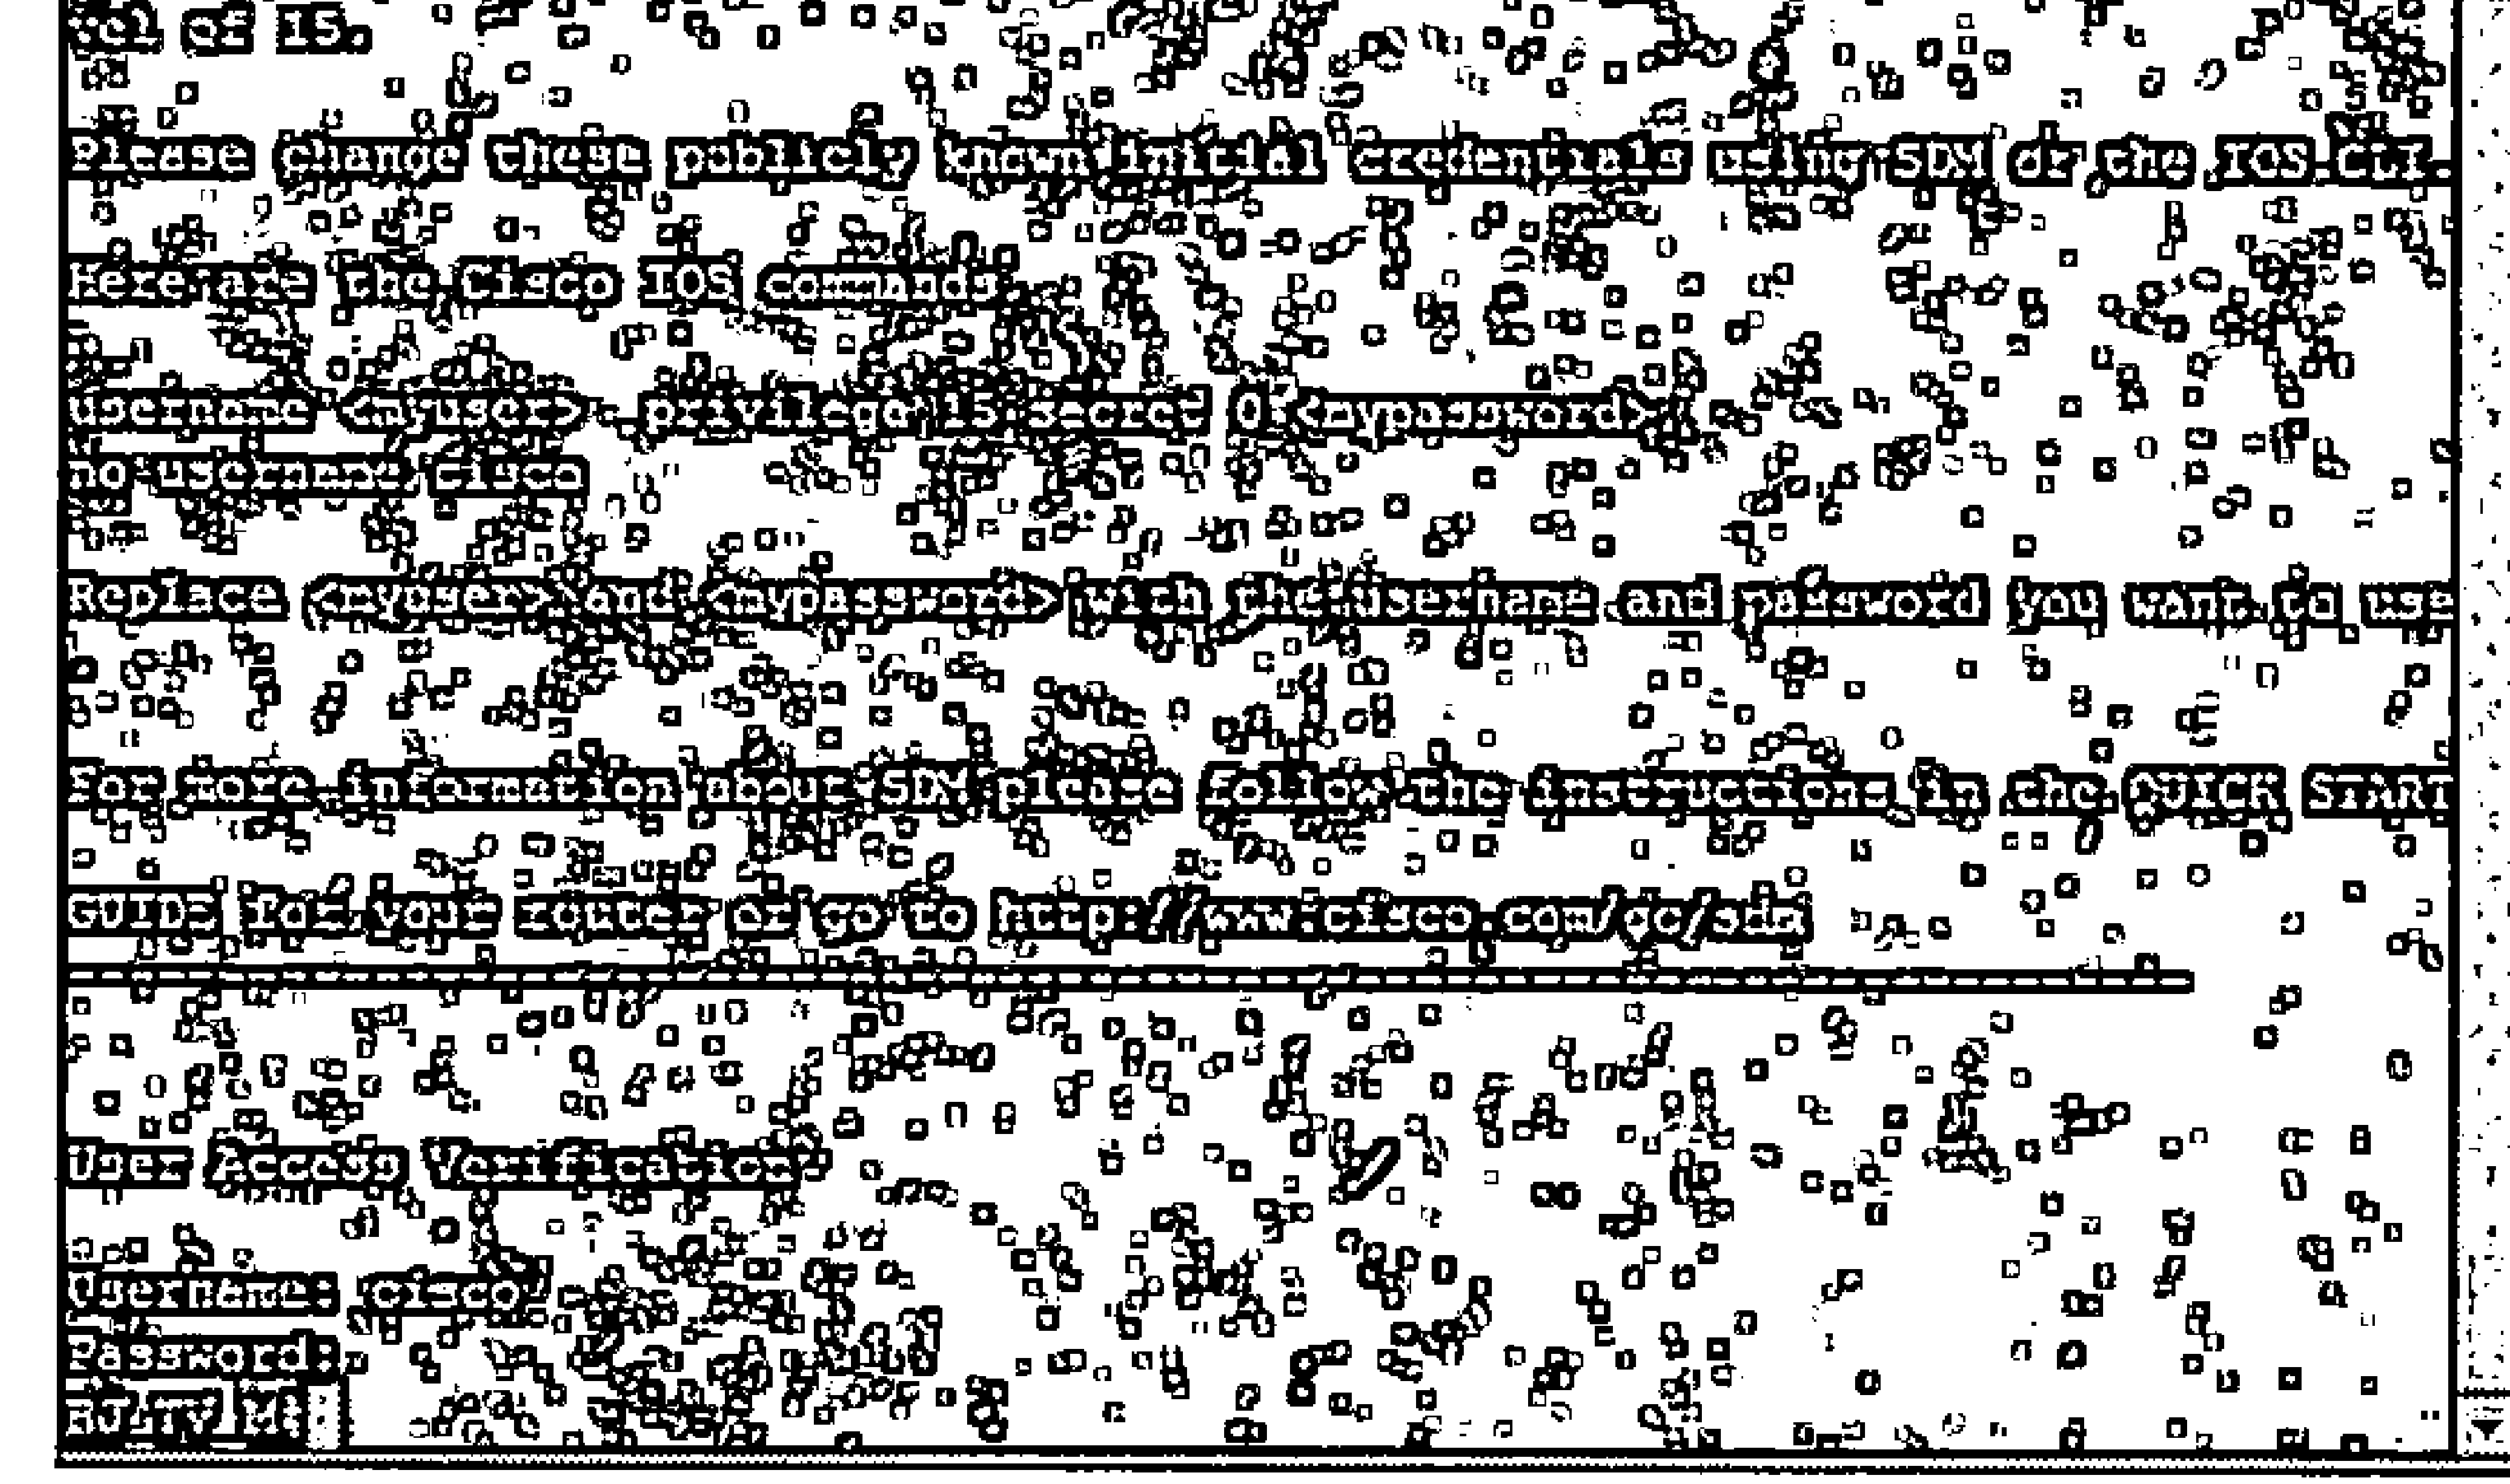 of 15.
Please change these publicly known initial credentials using SDM or the IOS CLI.
Here are the Cisco IOS commands
username <myuser> privilege 15 secret 0 <mypassword>
no username cisco
Replace <myuser> and <mypassword> with the username and password you want to use
For more information about SDM please follow the instructions in the QUICK START
GUIDE for your router or go to http://www.cisco.com/go/sdm
User Access Verification
Username: cisco
Password: